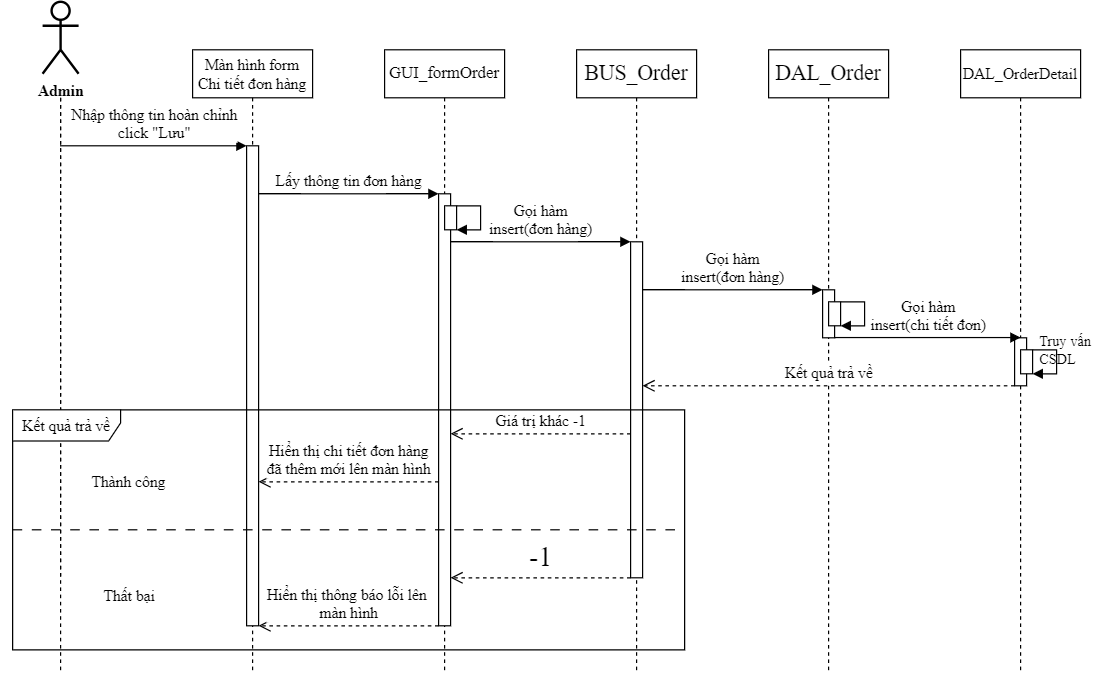 Màn hình form
Chi tiết đơn hàng
GUI_formOrder
BUS_Order
DAL_Order
DAL_OrderDetail
Admin
Nhập thông tin hoàn chỉnh
click "Lưu"
Lấy thông tin đơn hàng
Gọi hàm
insert(đơn hàng)
Gọi hàm
insert(đơn hàng)
Gọi hàm
insert(chi tiết đơn)
Truy vấn
CSDL
Kết quả trả về
Kết quả trả về
Giá trị khác -1
Hiển thị chi tiết đơn hàng
đã thêm mới lên màn hình
Thành công
-1
Thất bại
Hiển thị thông báo lỗi lên
màn hình